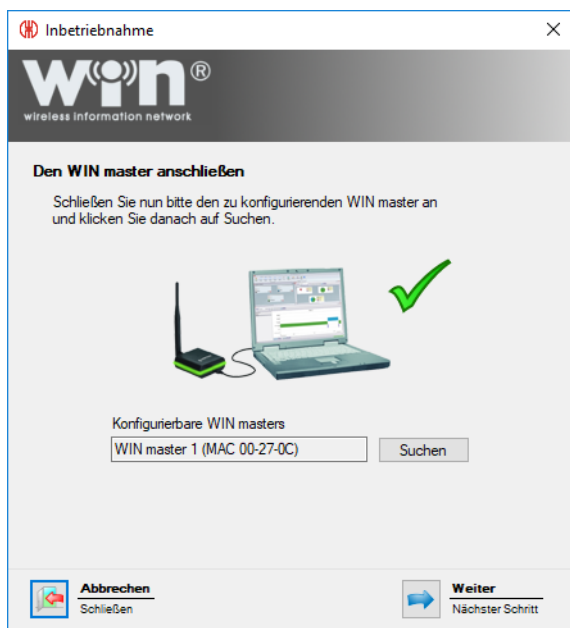 Inbetriebnahme
win®
wireless information network
Den WIN master anschließen
Schließen Sie nun bitte den zu konfigurierenden WIN master an
und klicken Sie danach auf Suchen.
Konfigurierbare WIN masters
WIN master 1 (MAC 00-27-0C)
Suchen
Abbrechen
Schließen
Weiter
Nächster Schritt